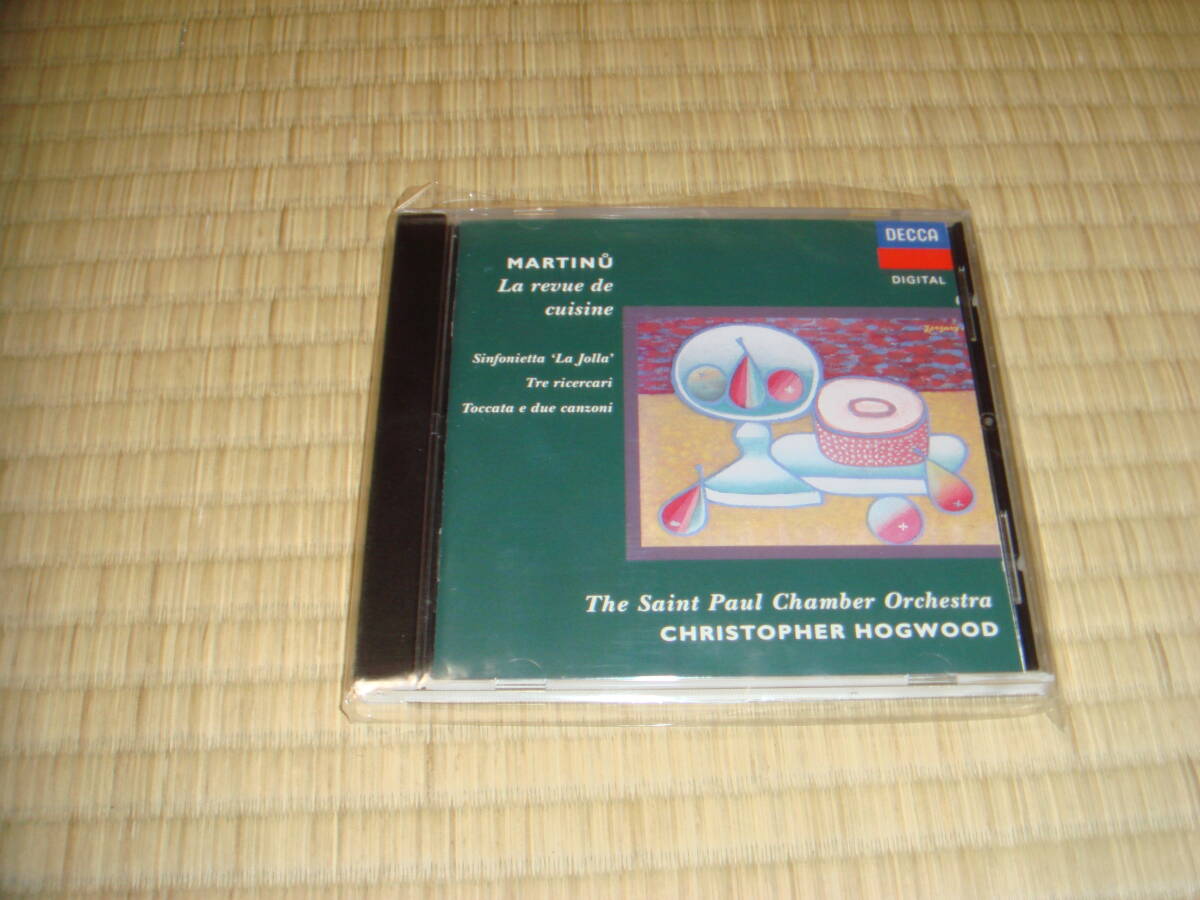 MARTINŮ
La revue de
cuisine
Sinfonietta ‘La Jolla’
Tre ricercari
Toccata e due canzoni
DECCA
DIGITAL
The Saint Paul Chamber Orchestra
CHRISTOPHER HOGWOOD